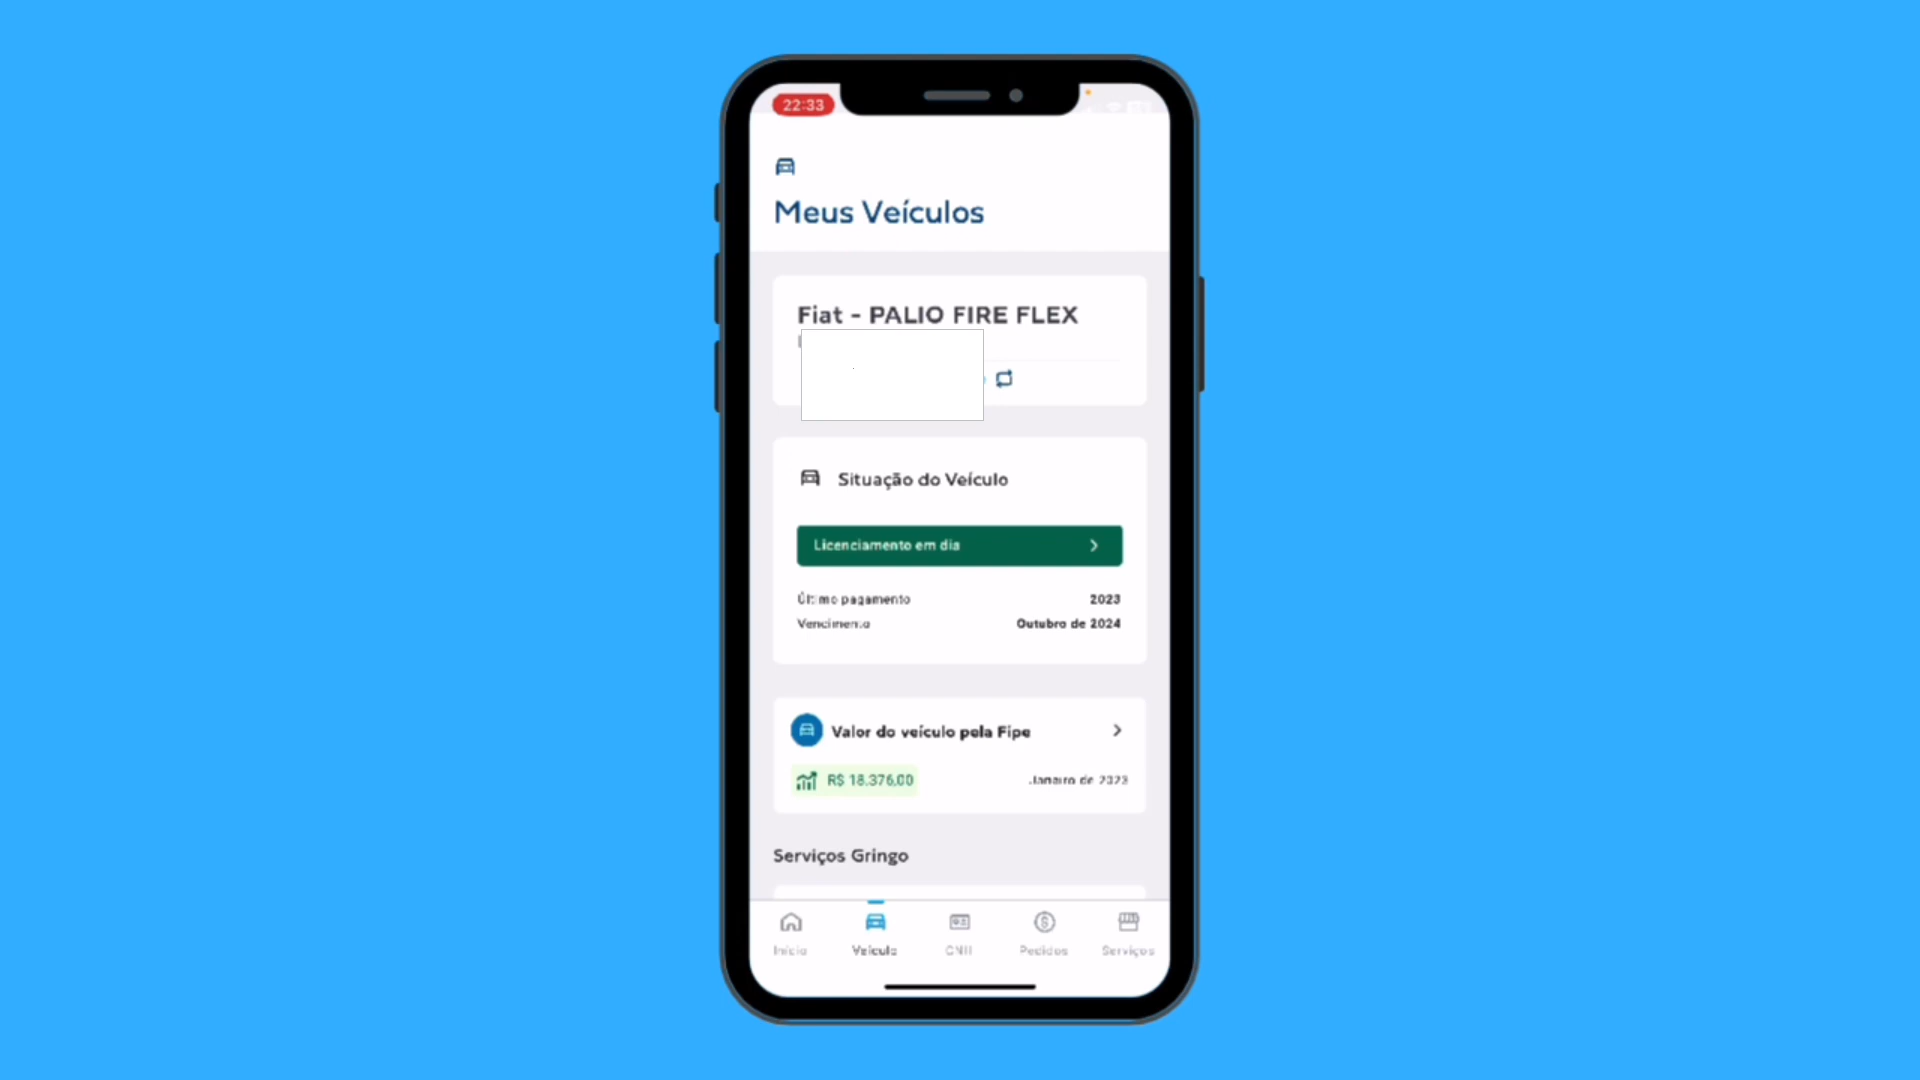 22:33
Meus Veículos
Fiat - PALIO FIRE FLEX
Situação do Veículo
Licenciamento em dia
Último pagamento 2023
Vencimento Outubro de 2024
Valor do veículo pela Fipe
R$ 18.376,00 Janeiro de 2023
Serviços Gringo
Início Veículo CNH Pedidos Serviços